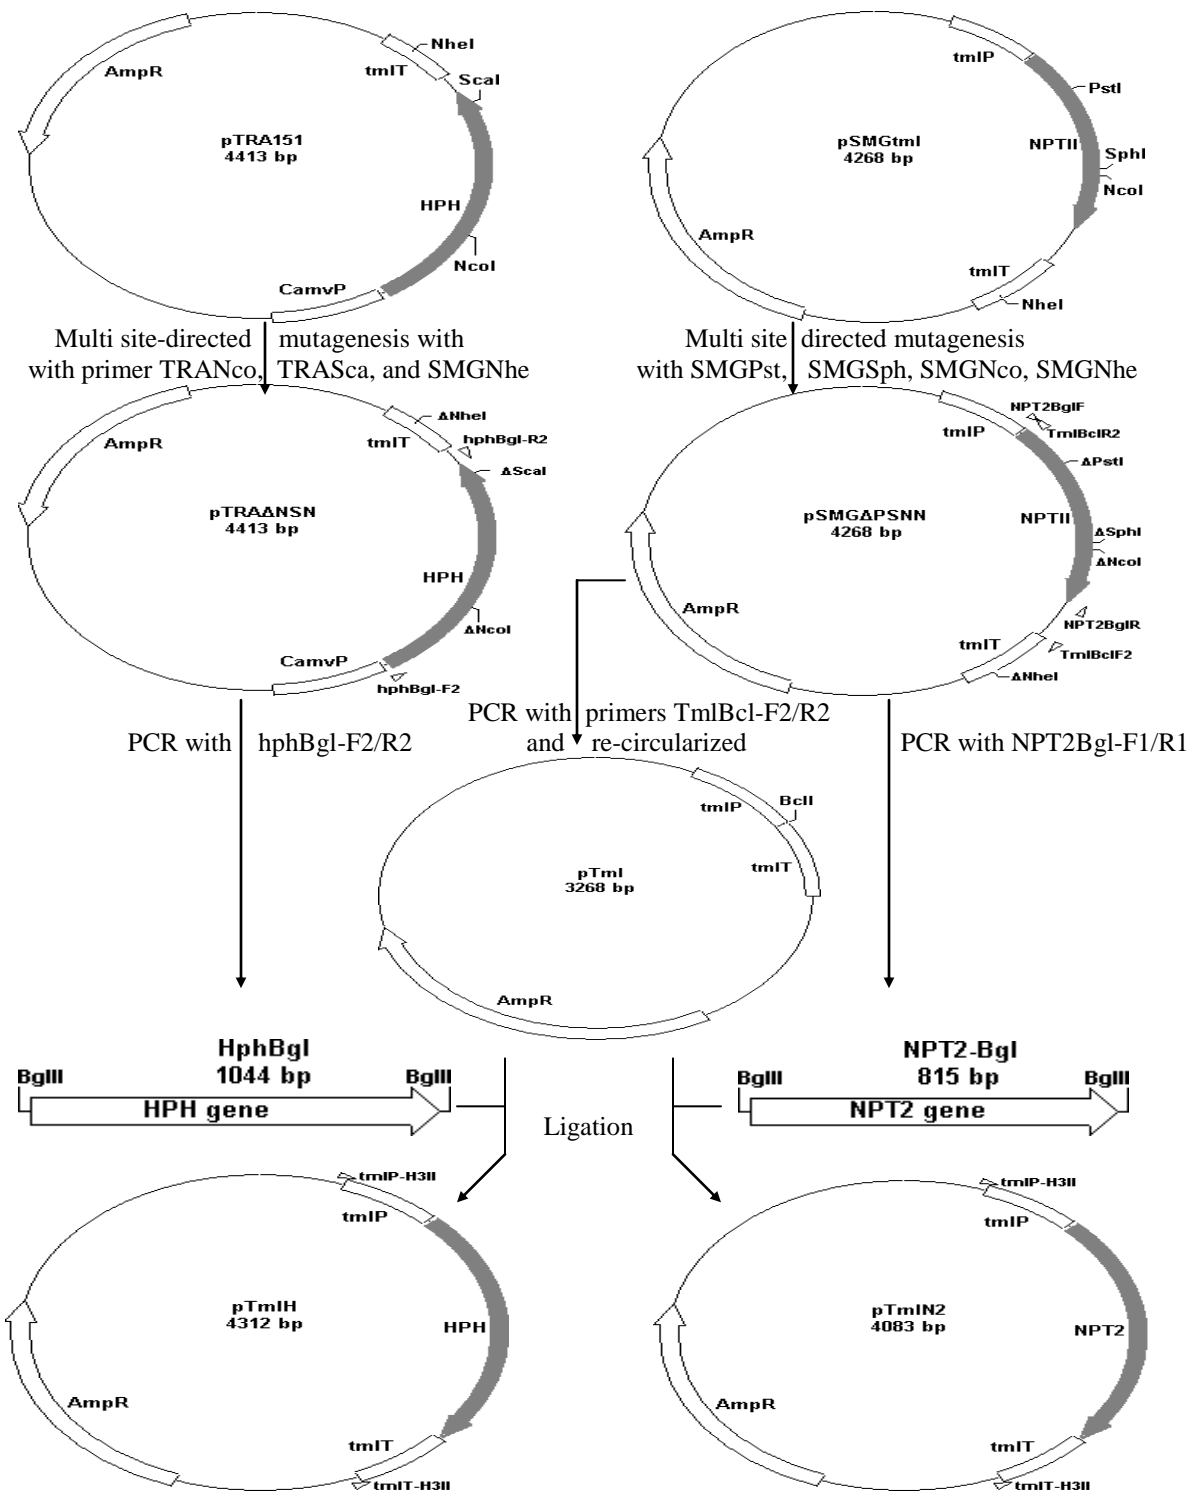 AmpR
tmlT
NheI
ScaI
pTRA151
4413 bp
HPH
NcoI
CamvP
tmlP
PstI
pSMGtml
4268 bp
NPTII
SphI
NcoI
AmpR
tmlT
NheI
Multi site-directed mutagenesis with
with primer TRANco, TRASca, and SMGNhe
Multi site directed mutagenesis
with SMGPst, SMGSph, SMGNco, SMGNhe
AmpR
ΔNheI
tmlT
hphBgl-R2
ΔScaI
pTRAΔNSN
4413 bp
HPH
ΔNcoI
CamvP
hphBgl-F2
NPT2BglF
tmlP
TmlBclR2
ΔPstI
pSMGΔPSNN
4268 bp
NPTII
ΔSphI
ΔNcoI
AmpR
NPT2BglR
tmlT
TmlBclF2
ΔNheI
PCR with hphBgl-F2/R2
PCR with primers TmlBcl-F2/R2
and re-circularized
PCR with NPT2Bgl-F1/R1
tmlP
BclI
tmlT
pTml
3268 bp
AmpR
HphBgl
1044 bp
BglII
BglII
HPH gene
NPT2-Bgl
815 bp
BglII
BglII
NPT2 gene
Ligation
tmlP-H3II
tmlP
pTmlH
4312 bp
HPH
AmpR
tmlT
tmlT-H3II
tmlP-H3II
tmlP
pTmlN2
4083 bp
NPT2
AmpR
tmlT
tmlT-H3II